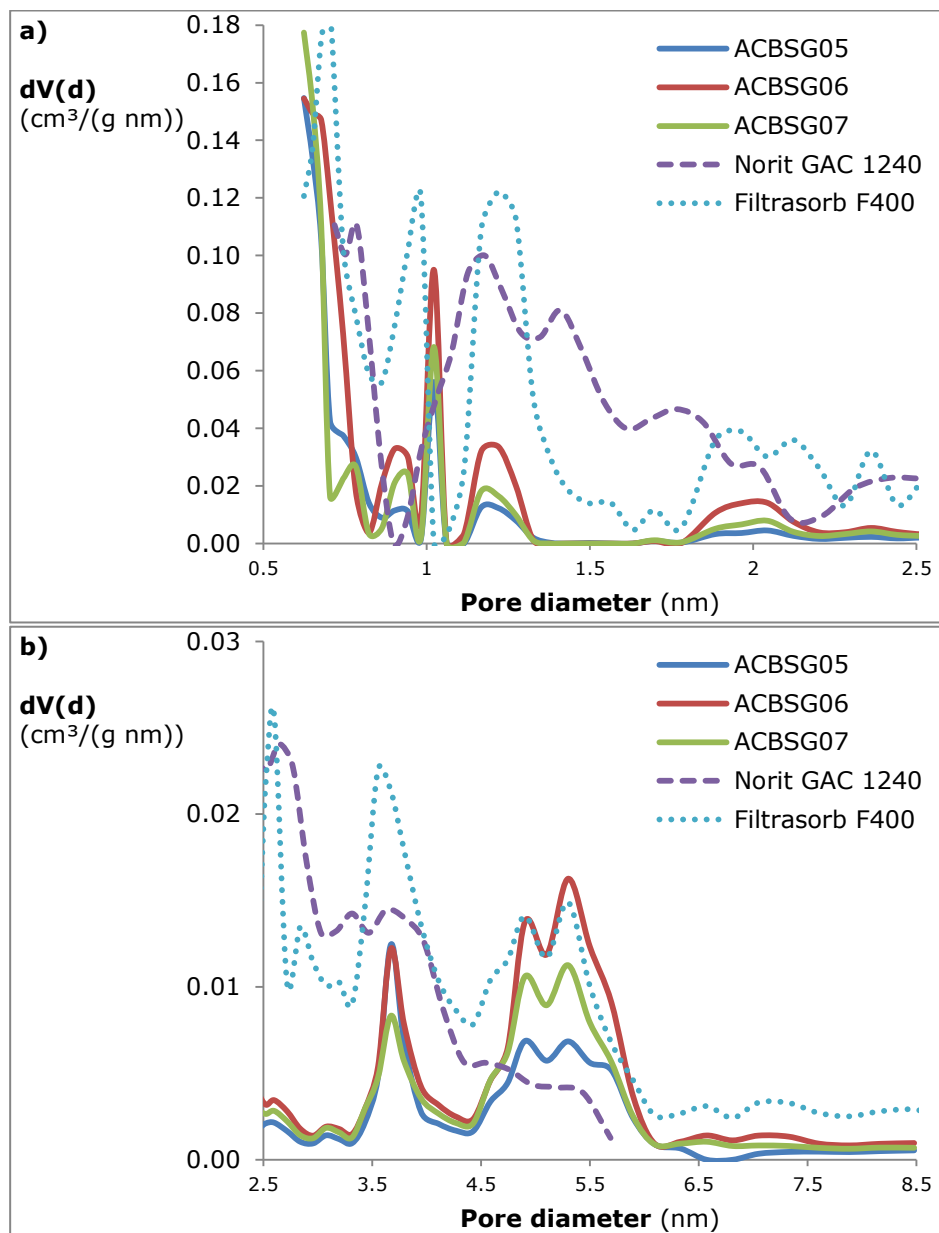 a)
0.18
dV(d)
(cm³/(g nm))
0.16
0.14
0.12
0.10
0.08
0.06
0.04
0.02
0.00
ACBSG05
ACBSG06
ACBSG07
Norit GAC 1240
Filtrasorb F400
0.5 1 1.5 2 2.5
Pore diameter (nm)
b)
0.03
dV(d)
(cm³/(g nm))
0.02
0.01
0.00
ACBSG05
ACBSG06
ACBSG07
Norit GAC 1240
Filtrasorb F400
2.5 3.5 4.5 5.5 6.5 7.5 8.5
Pore diameter (nm)